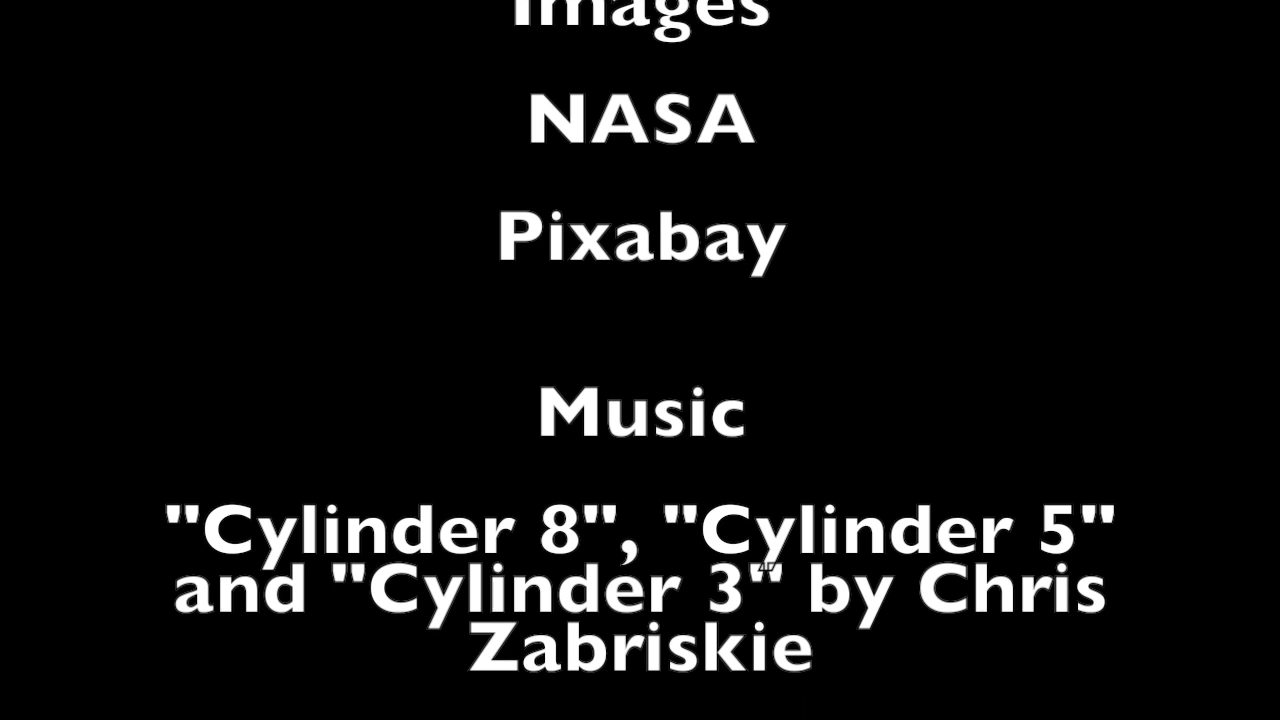 Images
NASA
Pixabay
Music
"Cylinder 8", "Cylinder 5"
and "Cylinder 3" by Chris
Zabriskie